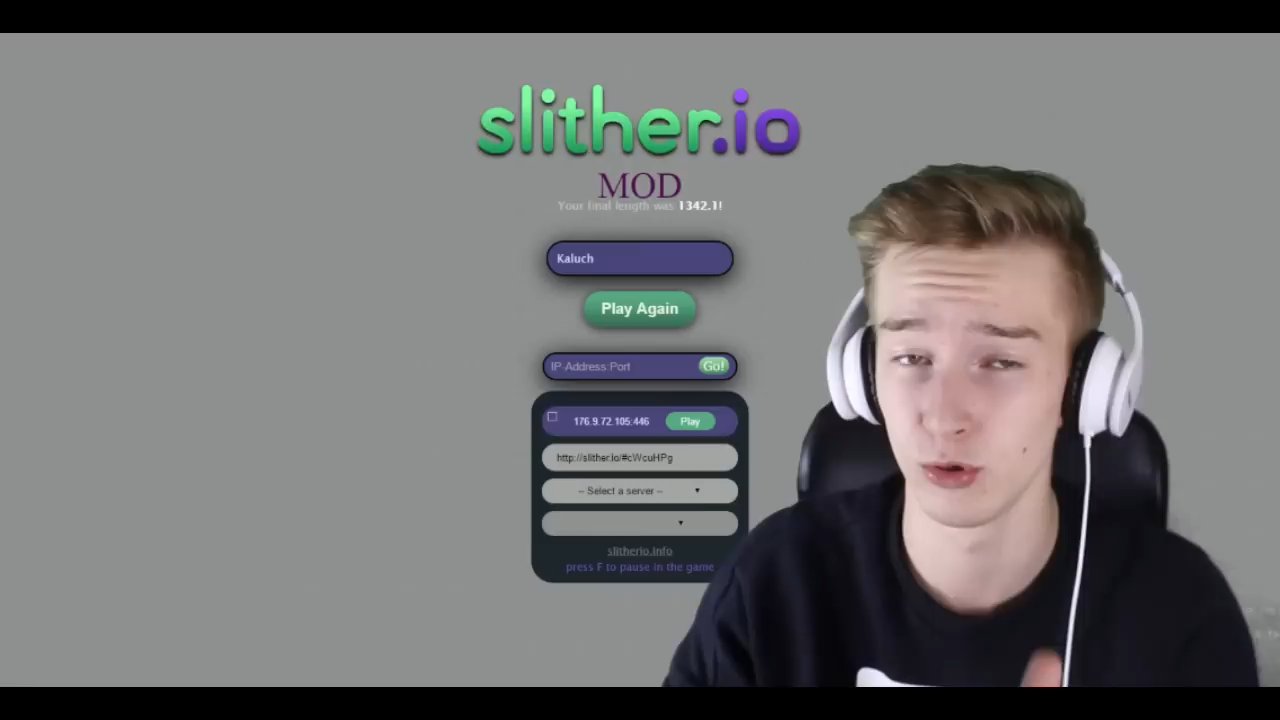 slither.io
MOD
Your final length was 1342.1!
Kaluch
Play Again
IP-Address:Port Go!
176.9.72.105:446 Play
http://slither.io/#cWcuHPg
-- Select a server --
slitherio.info
press F to pause in the game